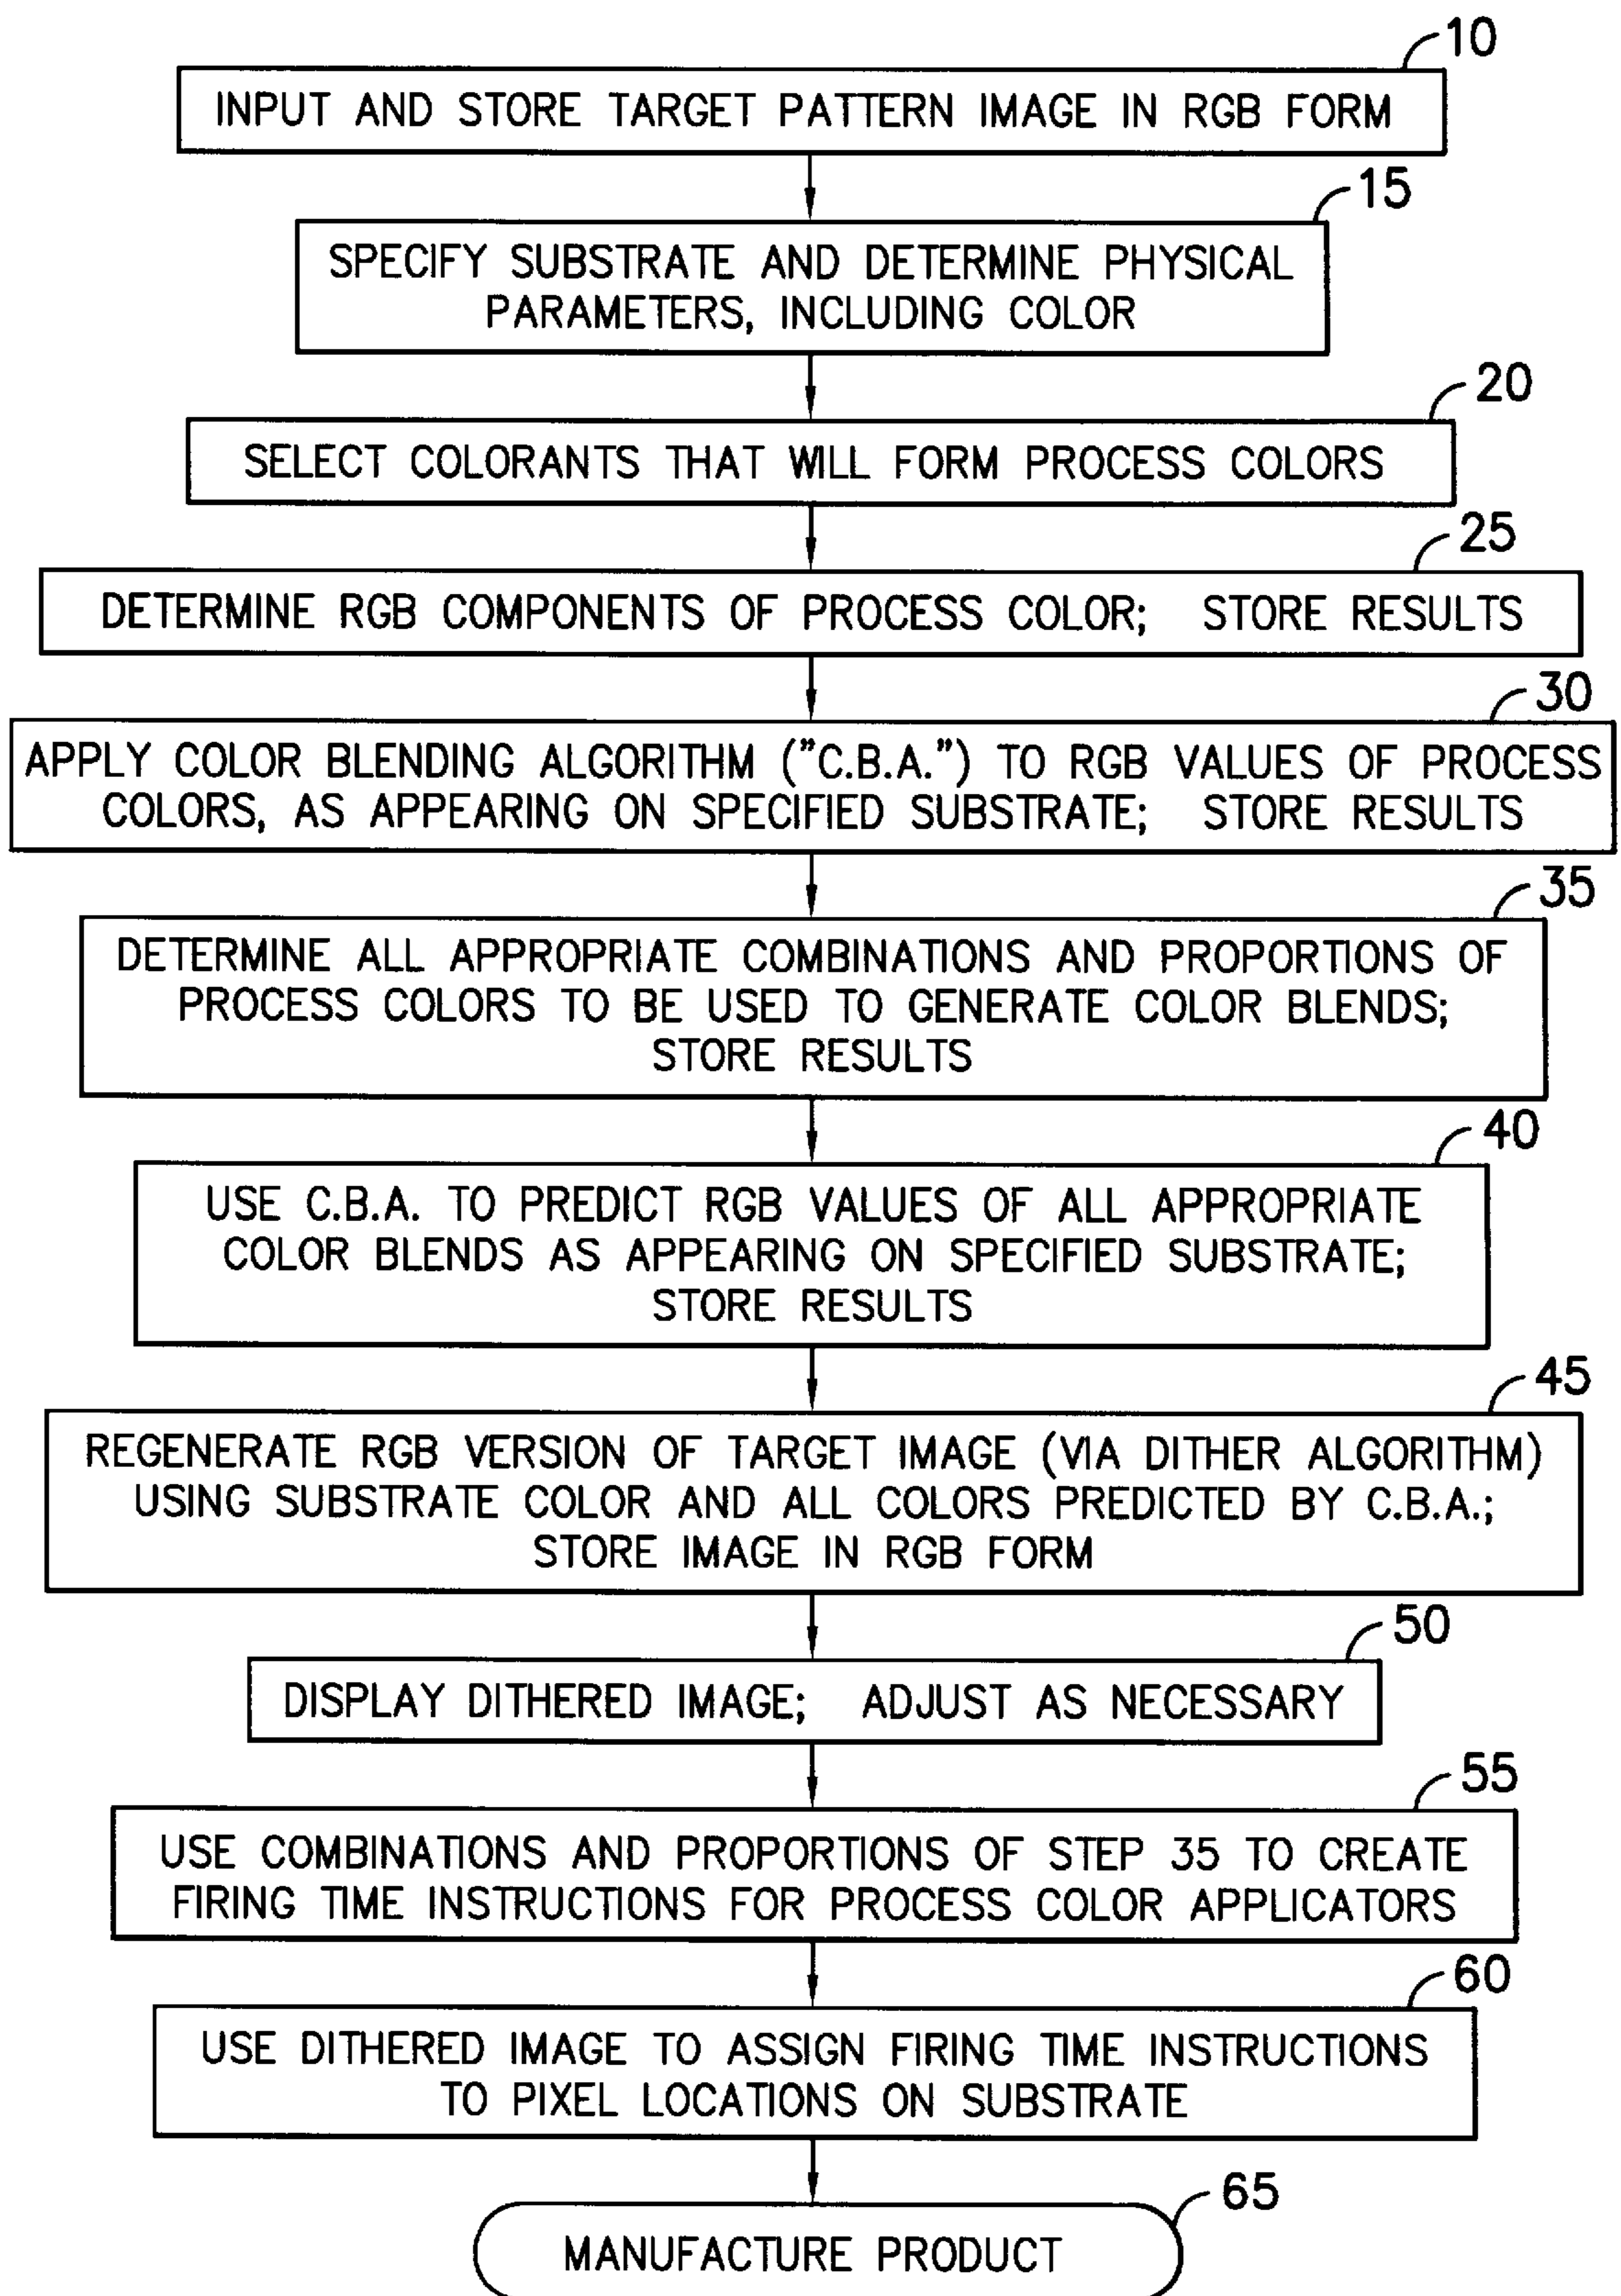 10
INPUT AND STORE TARGET PATTERN IMAGE IN RGB FORM
15
SPECIFY SUBSTRATE AND DETERMINE PHYSICAL
PARAMETERS, INCLUDING COLOR
20
SELECT COLORANTS THAT WILL FORM PROCESS COLORS
25
DETERMINE RGB COMPONENTS OF PROCESS COLOR; STORE RESULTS
30
APPLY COLOR BLENDING ALGORITHM ("C.B.A.") TO RGB VALUES OF PROCESS
COLORS, AS APPEARING ON SPECIFIED SUBSTRATE; STORE RESULTS
35
DETERMINE ALL APPROPRIATE COMBINATIONS AND PROPORTIONS OF
PROCESS COLORS TO BE USED TO GENERATE COLOR BLENDS;
STORE RESULTS
40
USE C.B.A. TO PREDICT RGB VALUES OF ALL APPROPRIATE
COLOR BLENDS AS APPEARING ON SPECIFIED SUBSTRATE;
STORE RESULTS
45
REGENERATE RGB VERSION OF TARGET IMAGE (VIA DITHER ALGORITHM)
USING SUBSTRATE COLOR AND ALL COLORS PREDICTED BY C.B.A.;
STORE IMAGE IN RGB FORM
50
DISPLAY DITHERED IMAGE; ADJUST AS NECESSARY
55
USE COMBINATIONS AND PROPORTIONS OF STEP 35 TO CREATE
FIRING TIME INSTRUCTIONS FOR PROCESS COLOR APPLICATORS
60
USE DITHERED IMAGE TO ASSIGN FIRING TIME INSTRUCTIONS
TO PIXEL LOCATIONS ON SUBSTRATE
65
MANUFACTURE PRODUCT